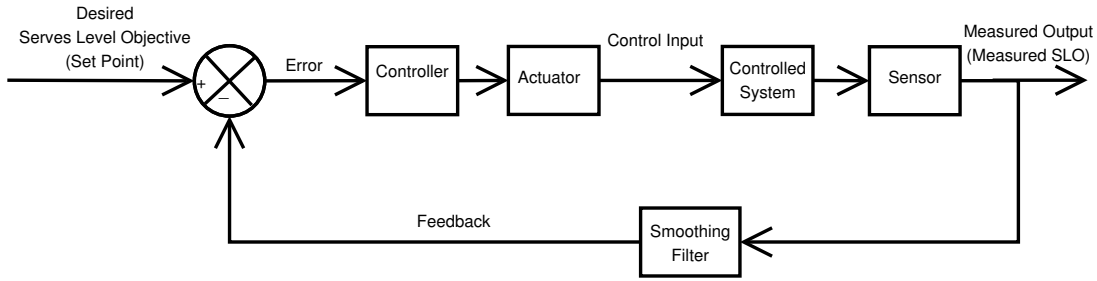 Desired
Serves Level Objective
(Set Point)
+
−
Error
Controller
Actuator
Control Input
Controlled
System
Sensor
Measured Output
(Measured SLO)
Feedback
Smoothing
Filter